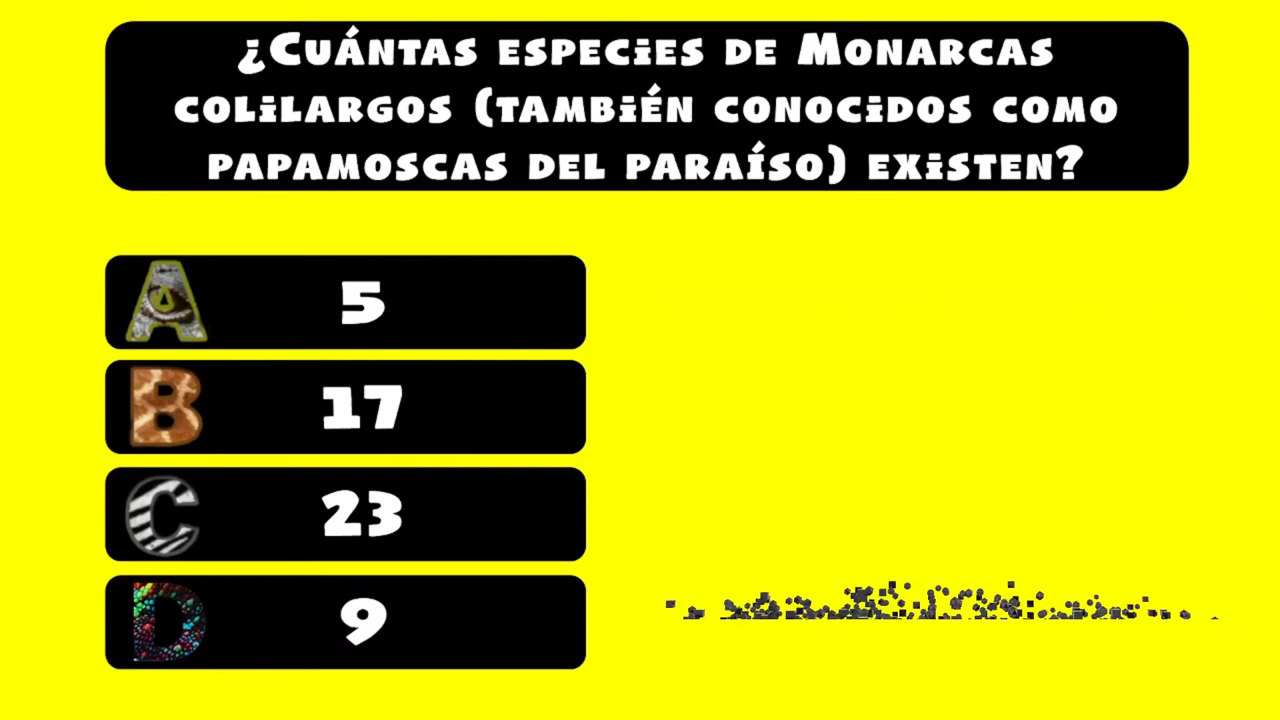 ¿Cuántas especies de Monarcas
colilargos (también conocidos como
papamoscas del paraíso) existen?
A 5
B 17
C 23
D 9